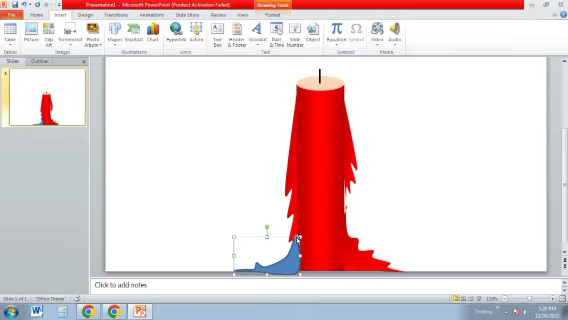 Presentation1 - Microsoft PowerPoint (Product Activation Failed)
Drawing Tools
File Home Insert Design Transitions Animations Slide Show Review View Format
Table Picture Clip Art Screenshot Photo Album Shapes SmartArt Chart Hyperlink Action Text Box Header & Footer WordArt Date & Time Slide Number Object Equation Symbol Video Audio
Tables Images Illustrations Links Text Symbols Media
Slides Outline
1
Click to add notes
Slide 1 of 1 "Office Theme" 110%
Desktop
5:20 PM